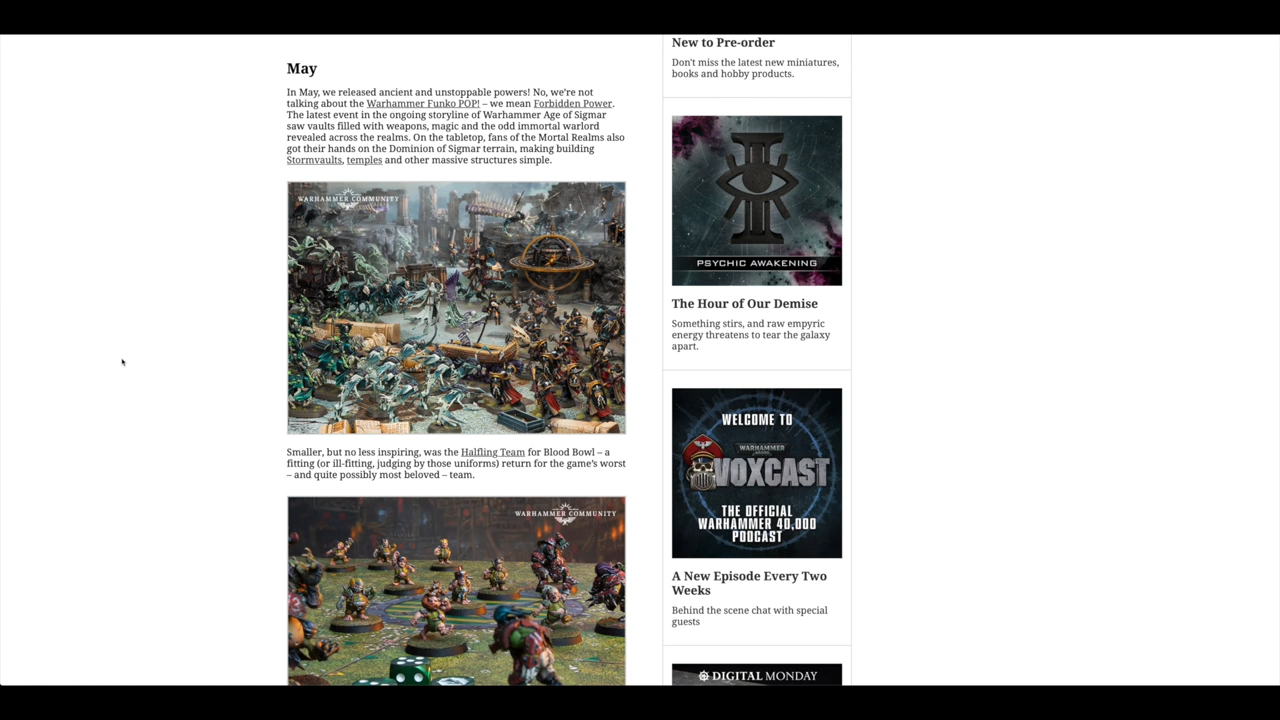 May
In May, we released ancient and unstoppable powers! No, we're not
talking about the Warhammer Funko POP! – we mean Forbidden Power.
The latest event in the ongoing storyline of Warhammer Age of Sigmar
saw vaults filled with weapons, magic and the odd immortal warlord
revealed across the realms. On the tabletop, fans of the Mortal Realms also
got their hands on the Dominion of Sigmar terrain, making building
Stormvaults, temples and other massive structures simple.
WARHAMMER COMMUNITY
Smaller, but no less inspiring, was the Halfling Team for Blood Bowl – a
fitting (or ill-fitting, judging by those uniforms) return for the game's worst
– and quite possibly most beloved – team.
WARHAMMER COMMUNITY
New to Pre-order
Don't miss the latest new miniatures,
books and hobby products.
PSYCHIC AWAKENING
The Hour of Our Demise
Something stirs, and raw empyric
energy threatens to tear the galaxy
apart.
WELCOME TO
WARHAMMER
40,000
VOXCAST
THE OFFICIAL
WARHAMMER 40,000
PODCAST
A New Episode Every Two
Weeks
Behind the scene chat with special
guests
DIGITAL MONDAY